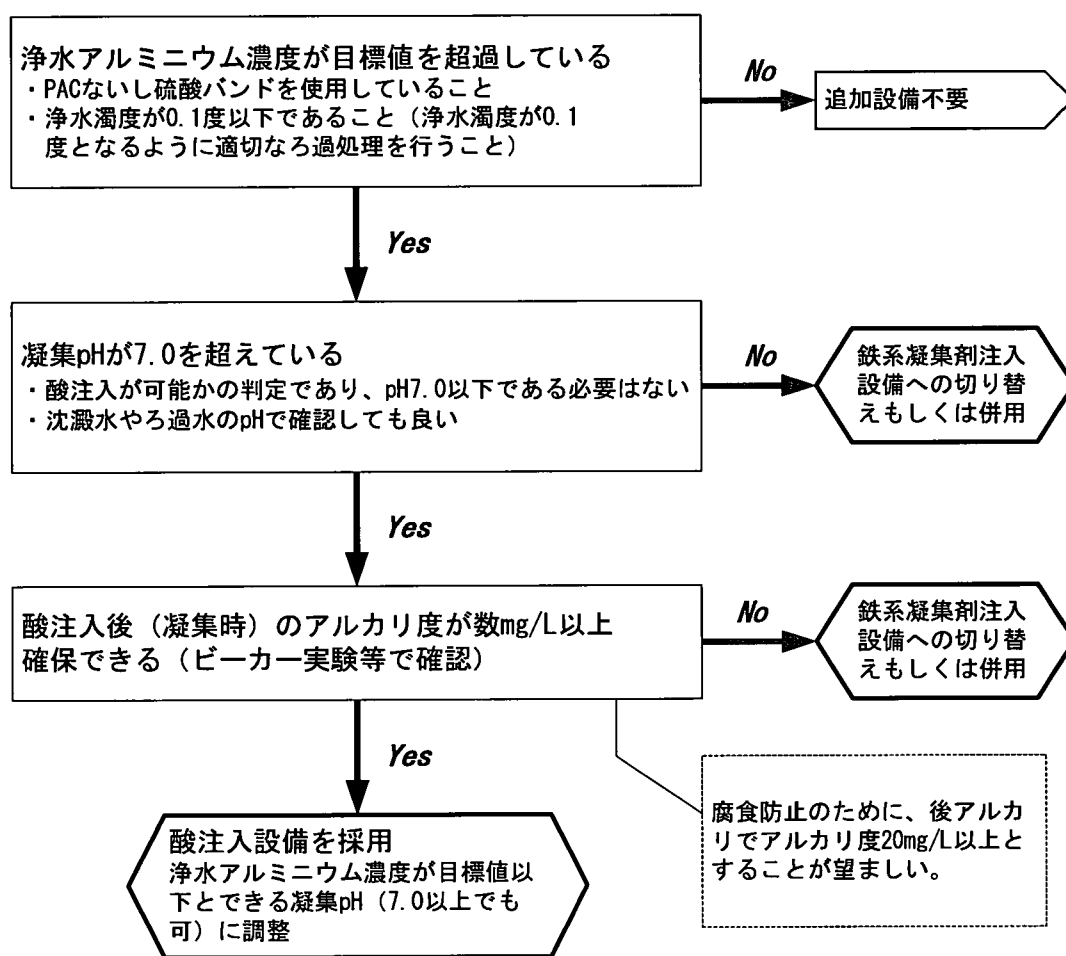 浄水アルミニウム濃度が目標値を超過している
・PACないし硫酸バンドを使用していること
・浄水濁度が0.1度以下であること（浄水濁度が0.1
度となるように適切なろ過処理を行うこと）
No
追加設備不要
Yes
凝集pHが7.0を超えている
・酸注入が可能かの判定であり、pH7.0以下である必要はない
・沈澱水やろ過水のpHで確認しても良い
No
鉄系凝集剤注入
設備への切り替
えもしくは併用
Yes
酸注入後（凝集時）のアルカリ度が数mg/L以上
確保できる（ビーカー実験等で確認）
No
鉄系凝集剤注入
設備への切り替
えもしくは併用
Yes
腐食防止のために、後アルカ
リでアルカリ度20mg/L以上と
することが望ましい。
酸注入設備を採用
浄水アルミニウム濃度が目標値以
下とできる凝集pH（7.0以上でも
可）に調整